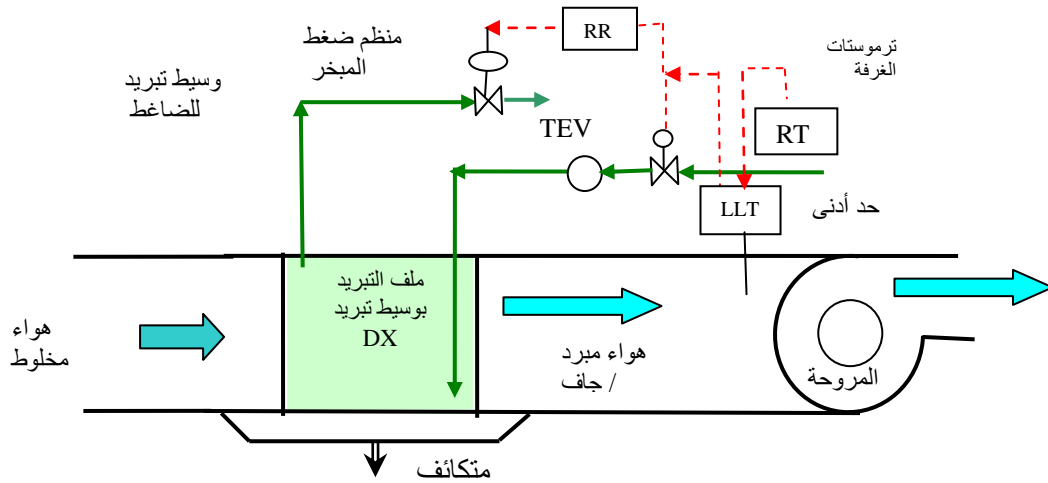 منظم ضغط
المبخر
RR
ترموستات
الغرفة
وسيط تبريد
للضاغط
TEV
RT
LLT
حد أدنى
ملف التبريد
بوسيط تبريد
DX
هواء
مخلوط
هواء مبرد
/ جاف
المروحة
متكائف